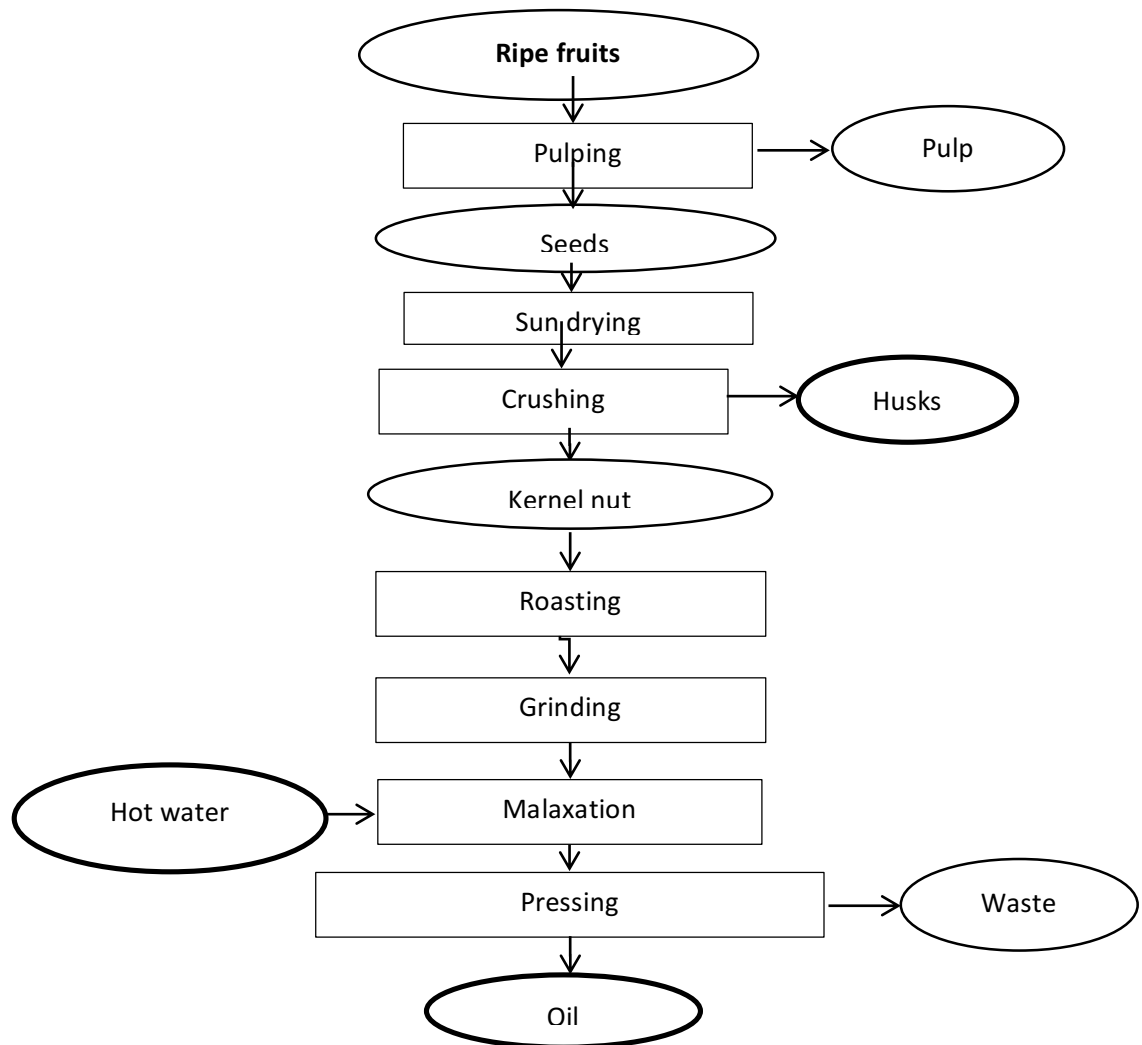 Ripe fruits
Pulping
Pulp
Seeds
Sun drying
Crushing
Husks
Kernel nut
Roasting
Grinding
Hot water
Malaxation
Pressing
Waste
Oil